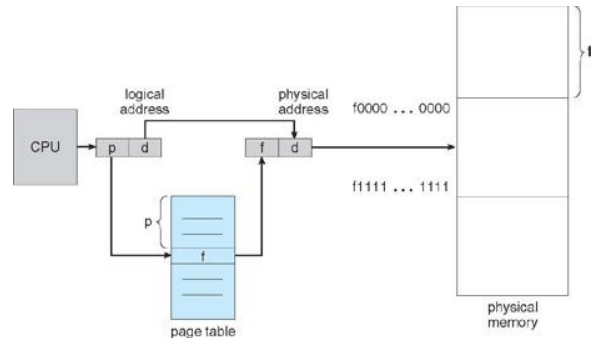 logical
address
physical
address
f
f0000 ... 0000
CPU
p
d
f
d
f1111 ... 1111
p
f
page table
physical
memory